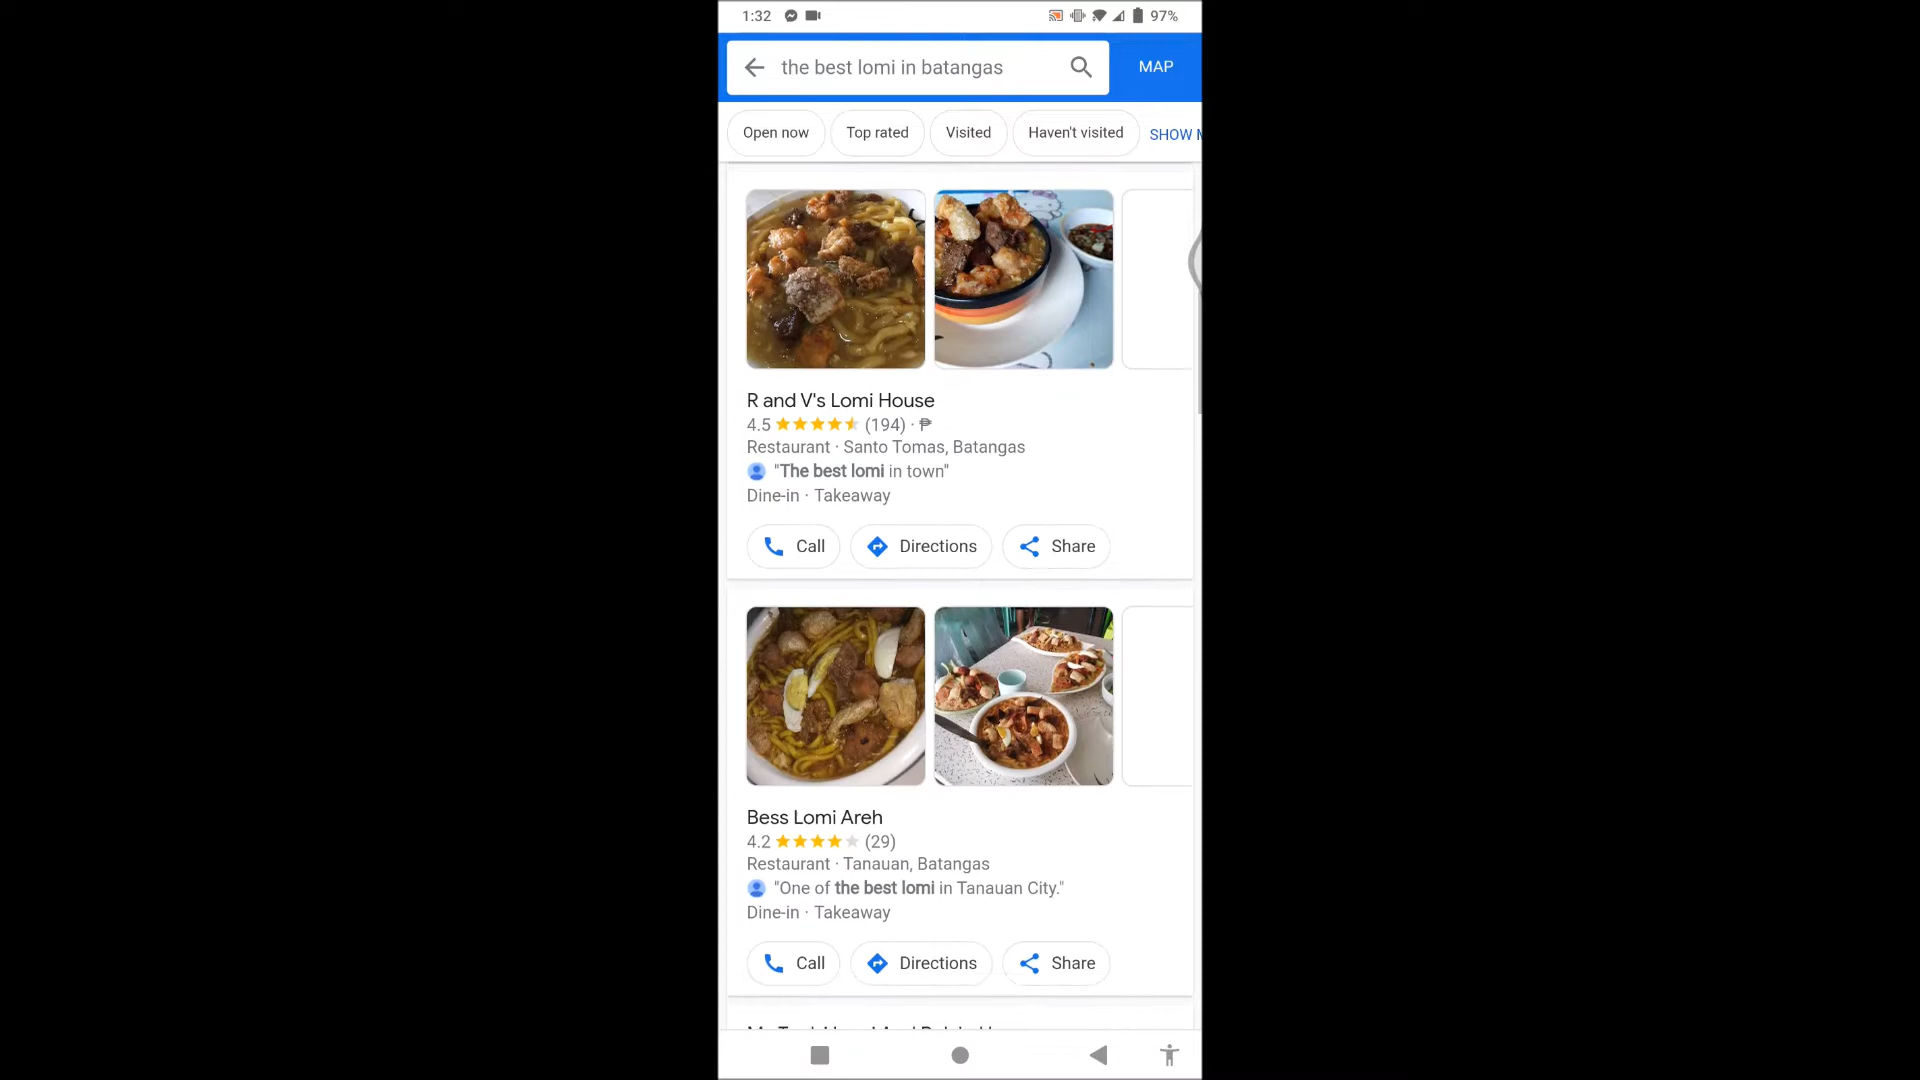 1:32
97%
the best lomi in batangas
MAP
Open now
Top rated
Visited
Haven't visited
SHOW
R and V's Lomi House
4.5 (194) · ₱
Restaurant · Santo Tomas, Batangas
"The best lomi in town"
Dine-in · Takeaway
Call
Directions
Share
Bess Lomi Areh
4.2 (29)
Restaurant · Tanauan, Batangas
"One of the best lomi in Tanauan City."
Dine-in · Takeaway
Call
Directions
Share